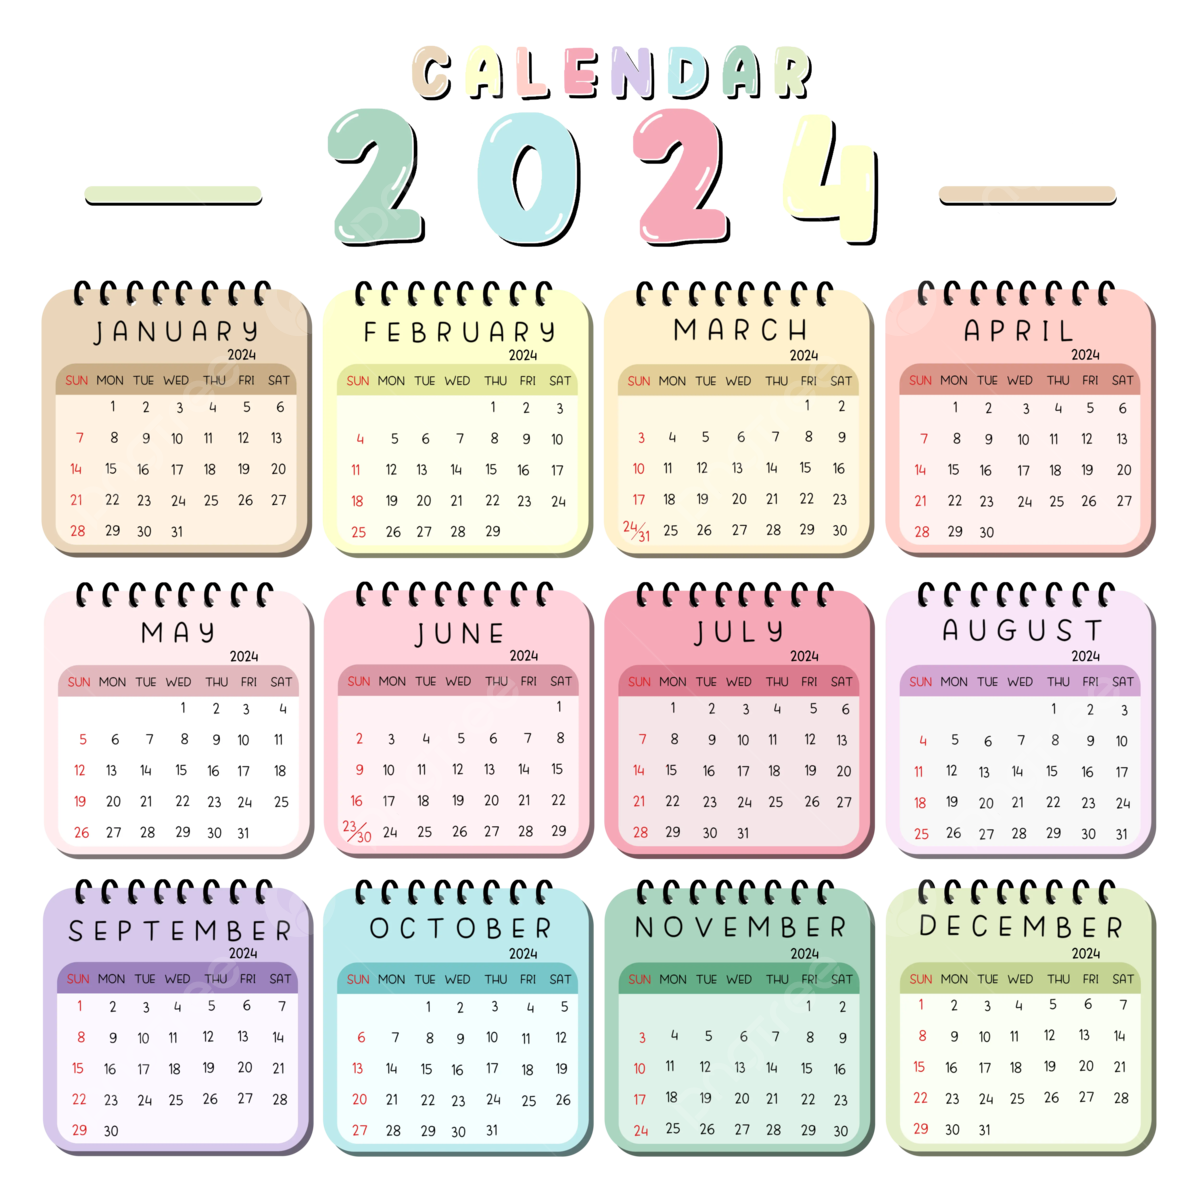 CALENDAR
2024
JANUARY
2024
SUN MON TUE WED THU FRI SAT
1 2 3 4 5 6
7 8 9 10 11 12 13
14 15 16 17 18 19 20
21 22 23 24 25 26 27
28 29 30 31
FEBRUARY
2024
SUN MON TUE WED THU FRI SAT
1 2 3
4 5 6 7 8 9 10
11 12 13 14 15 16 17
18 19 20 21 22 23 24
25 26 27 28 29
MARCH
2024
SUN MON TUE WED THU FRI SAT
1 2
3 4 5 6 7 8 9
10 11 12 13 14 15 16
17 18 19 20 21 22 23
24/31 25 26 27 28 29 30
APRIL
2024
SUN MON TUE WED THU FRI SAT
1 2 3 4 5 6
7 8 9 10 11 12 13
14 15 16 17 18 19 20
21 22 23 24 25 26 27
28 29 30
MAY
2024
SUN MON TUE WED THU FRI SAT
1 2 3 4
5 6 7 8 9 10 11
12 13 14 15 16 17 18
19 20 21 22 23 24 25
26 27 28 29 30 31
JUNE
2024
SUN MON TUE WED THU FRI SAT
1
2 3 4 5 6 7 8
9 10 11 12 13 14 15
16 17 18 19 20 21 22
23/30 24 25 26 27 28 29
JULY
2024
SUN MON TUE WED THU FRI SAT
1 2 3 4 5 6
7 8 9 10 11 12 13
14 15 16 17 18 19 20
21 22 23 24 25 26 27
28 29 30 31
AUGUST
2024
SUN MON TUE WED THU FRI SAT
1 2 3
4 5 6 7 8 9 10
11 12 13 14 15 16 17
18 19 20 21 22 23 24
25 26 27 28 29 30 31
SEPTEMBER
2024
SUN MON TUE WED THU FRI SAT
1 2 3 4 5 6 7
8 9 10 11 12 13 14
15 16 17 18 19 20 21
22 23 24 25 26 27 28
29 30
OCTOBER
2024
SUN MON TUE WED THU FRI SAT
1 2 3 4 5
6 7 8 9 10 11 12
13 14 15 16 17 18 19
20 21 22 23 24 25 26
27 28 29 30 31
NOVEMBER
2024
SUN MON TUE WED THU FRI SAT
1 2
3 4 5 6 7 8 9
10 11 12 13 14 15 16
17 18 19 20 21 22 23
24 25 26 27 28 29 30
DECEMBER
2024
SUN MON TUE WED THU FRI SAT
1 2 3 4 5 6 7
8 9 10 11 12 13 14
15 16 17 18 19 20 21
22 23 24 25 26 27 28
29 30 31